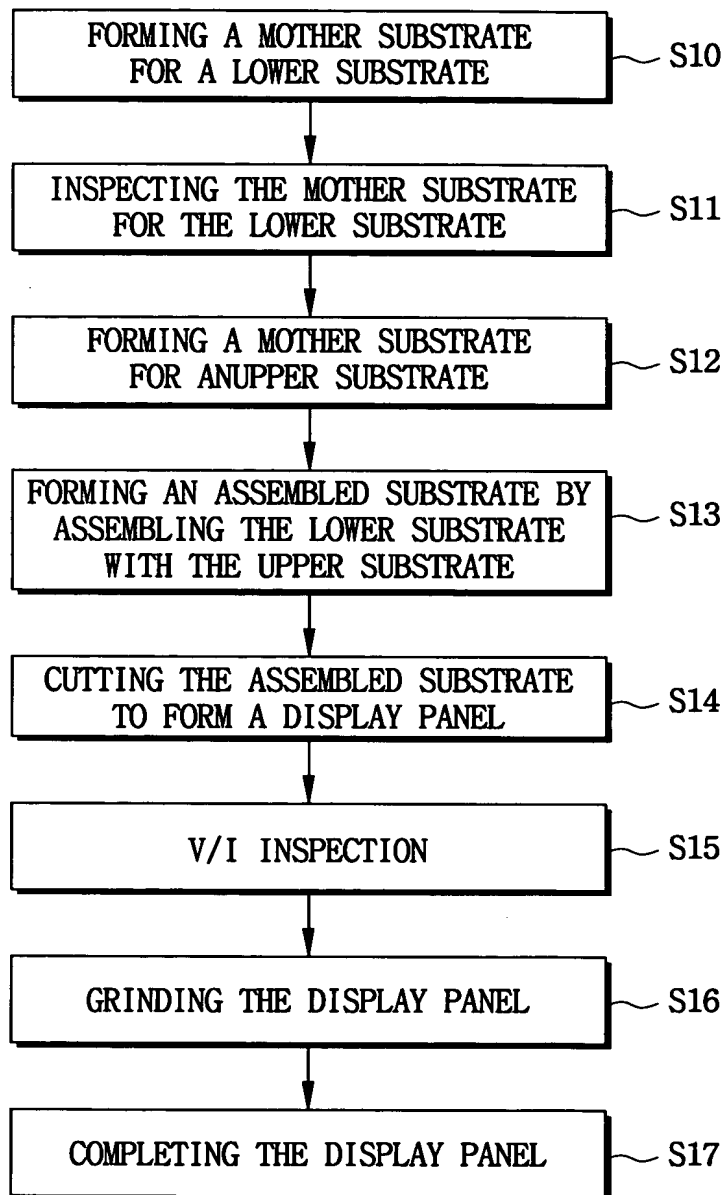 FORMING A MOTHER SUBSTRATE
FOR A LOWER SUBSTRATE
S10
INSPECTING THE MOTHER SUBSTRATE
FOR THE LOWER SUBSTRATE
S11
FORMING A MOTHER SUBSTRATE
FOR ANUPPER SUBSTRATE
S12
FORMING AN ASSEMBLED SUBSTRATE BY
ASSEMBLING THE LOWER SUBSTRATE
WITH THE UPPER SUBSTRATE
S13
CUTTING THE ASSEMBLED SUBSTRATE
TO FORM A DISPLAY PANEL
S14
V/I INSPECTION
S15
GRINDING THE DISPLAY PANEL
S16
COMPLETING THE DISPLAY PANEL
S17